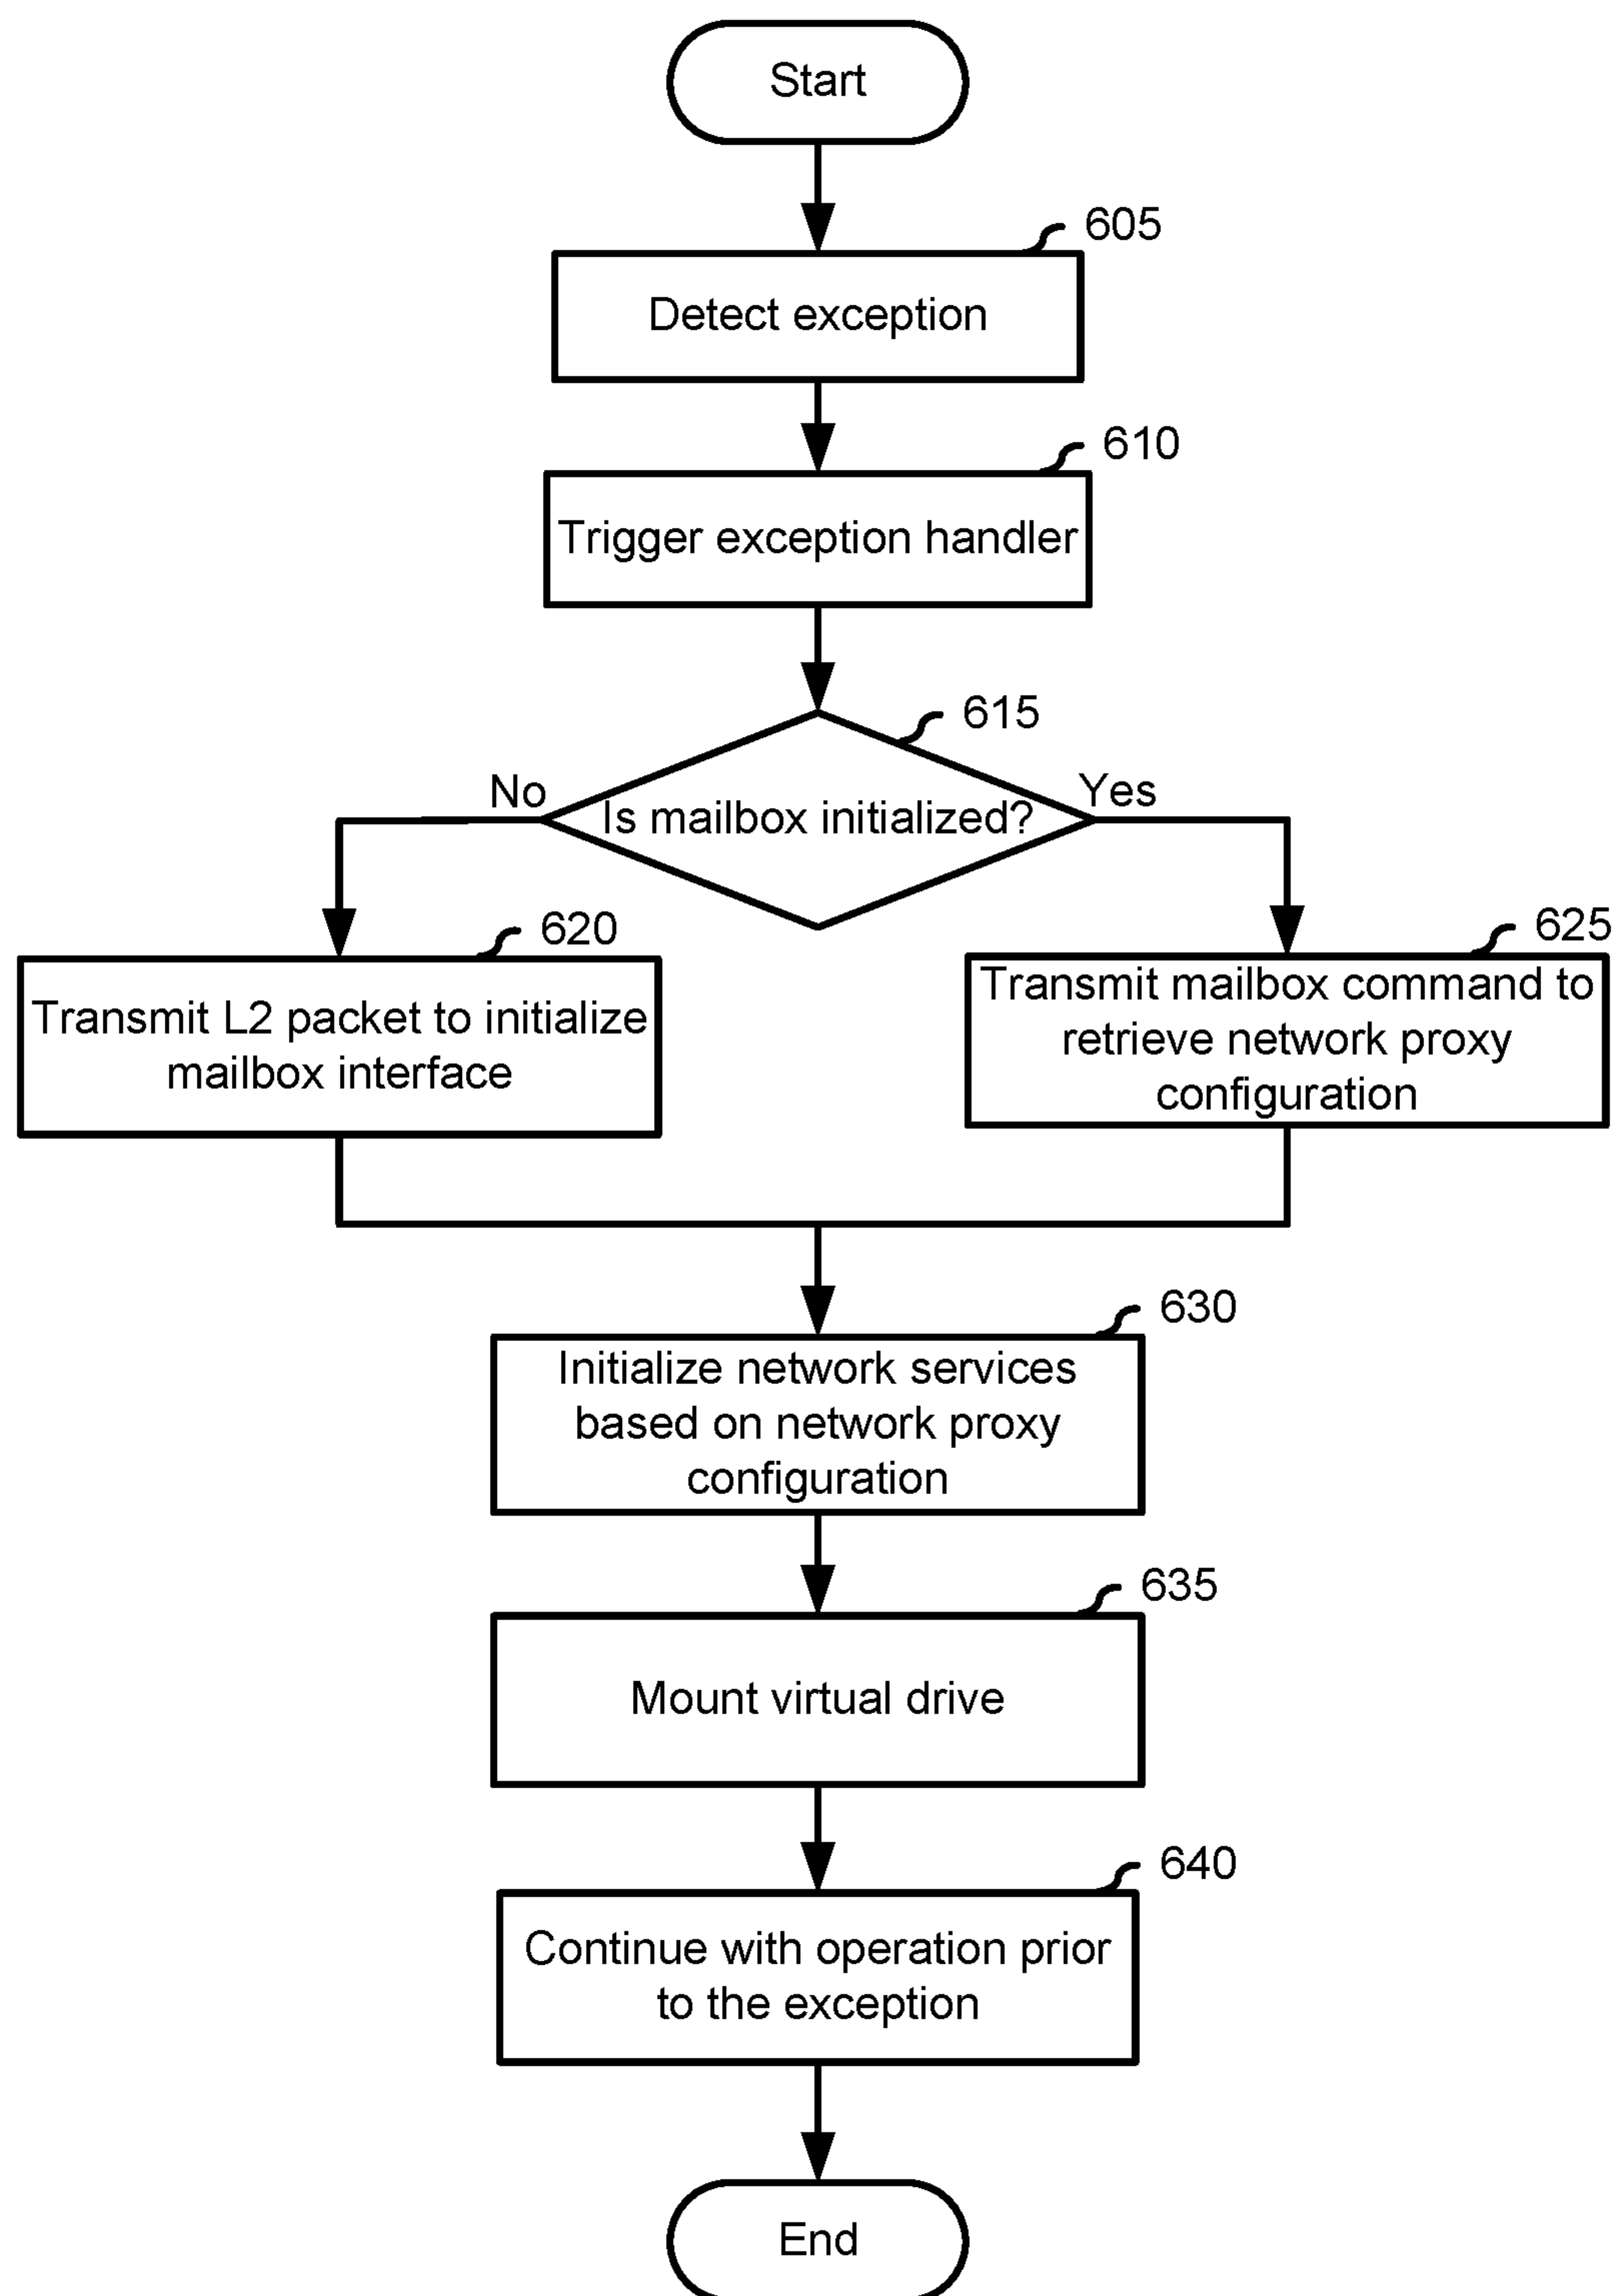 Start
605
Detect exception
610
Trigger exception handler
615
No
Is mailbox initialized?
Yes
620
Transmit L2 packet to initialize
mailbox interface
625
Transmit mailbox command to
retrieve network proxy
configuration
630
Initialize network services
based on network proxy
configuration
635
Mount virtual drive
640
Continue with operation prior
to the exception
End